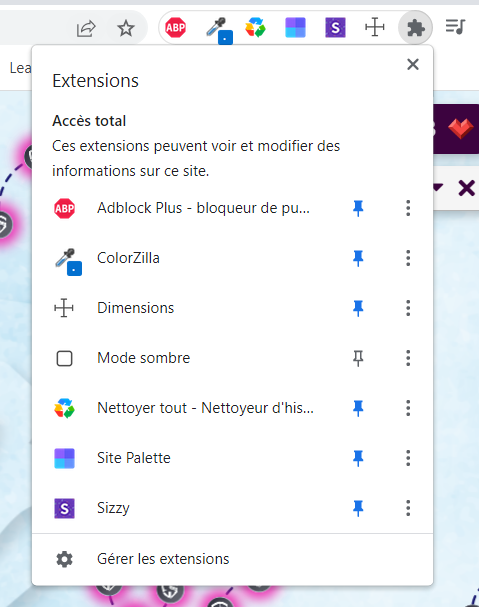 ABP
S
Lea
Extensions
Accès total
Ces extensions peuvent voir et modifier des
informations sur ce site.
ABP Adblock Plus - bloqueur de pu...
ColorZilla
Dimensions
Mode sombre
Nettoyer tout - Nettoyeur d'his...
Site Palette
S Sizzy
Gérer les extensions